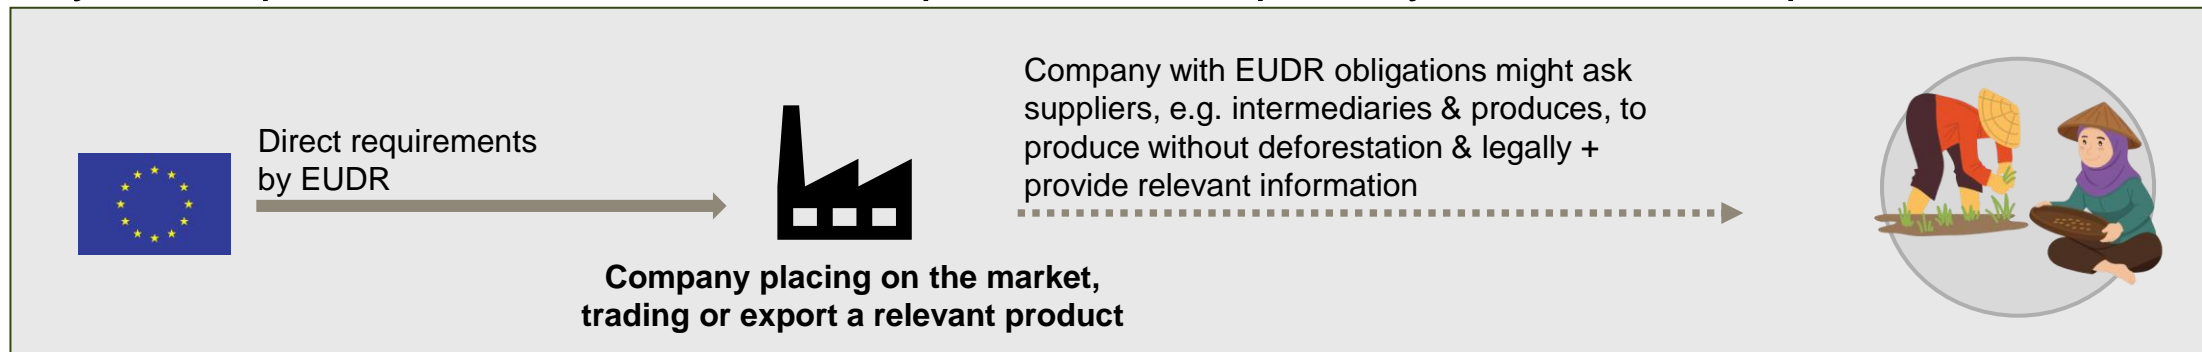 Direct requirements
by EUDR
Company with EUDR obligations might ask
suppliers, e.g. intermediaries & produces, to
produce without deforestation & legally +
provide relevant information
Company placing on the market,
trading or export a relevant product